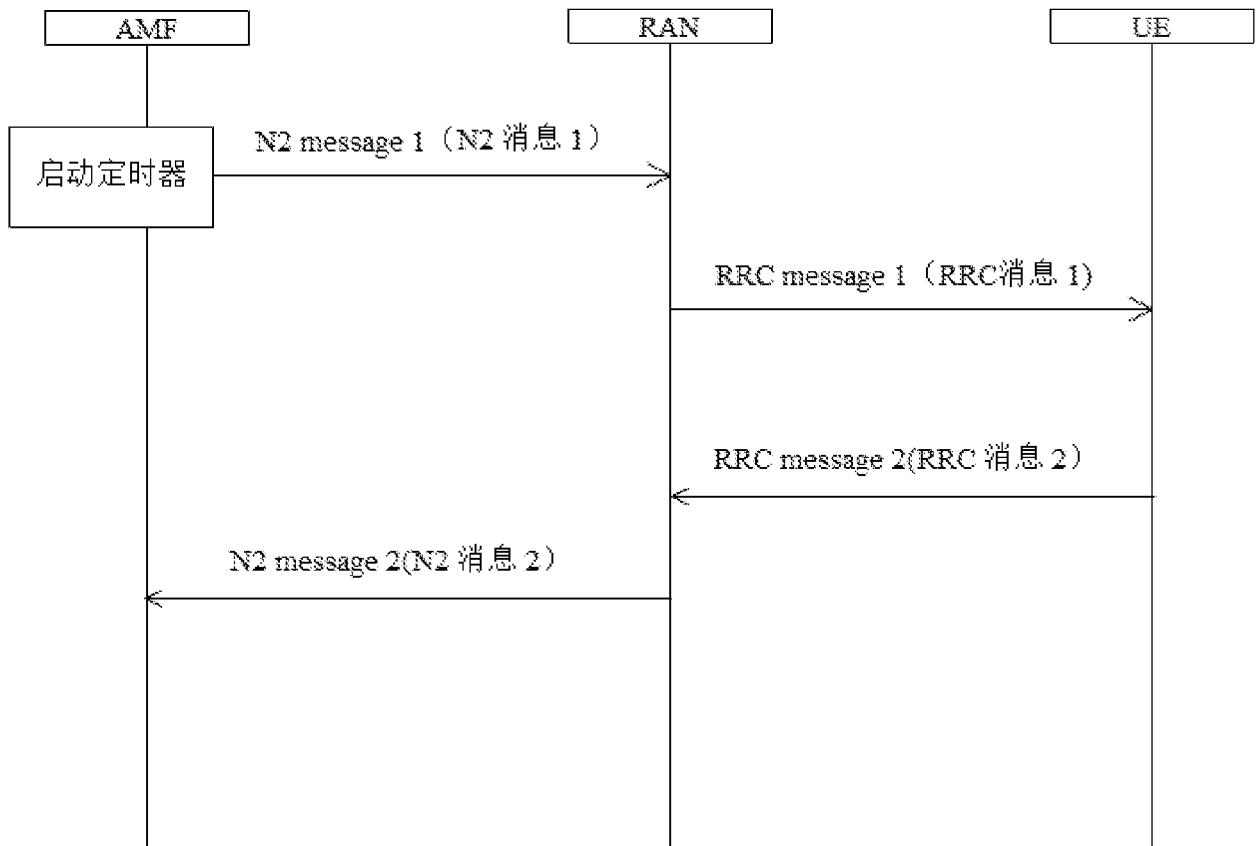 AMF
RAN
UE
N2 message 1（N2 消息 1）
启动定时器
RRC message 1（RRC消息 1)
RRC message 2(RRC 消息 2）
N2 message 2(N2 消息 2）